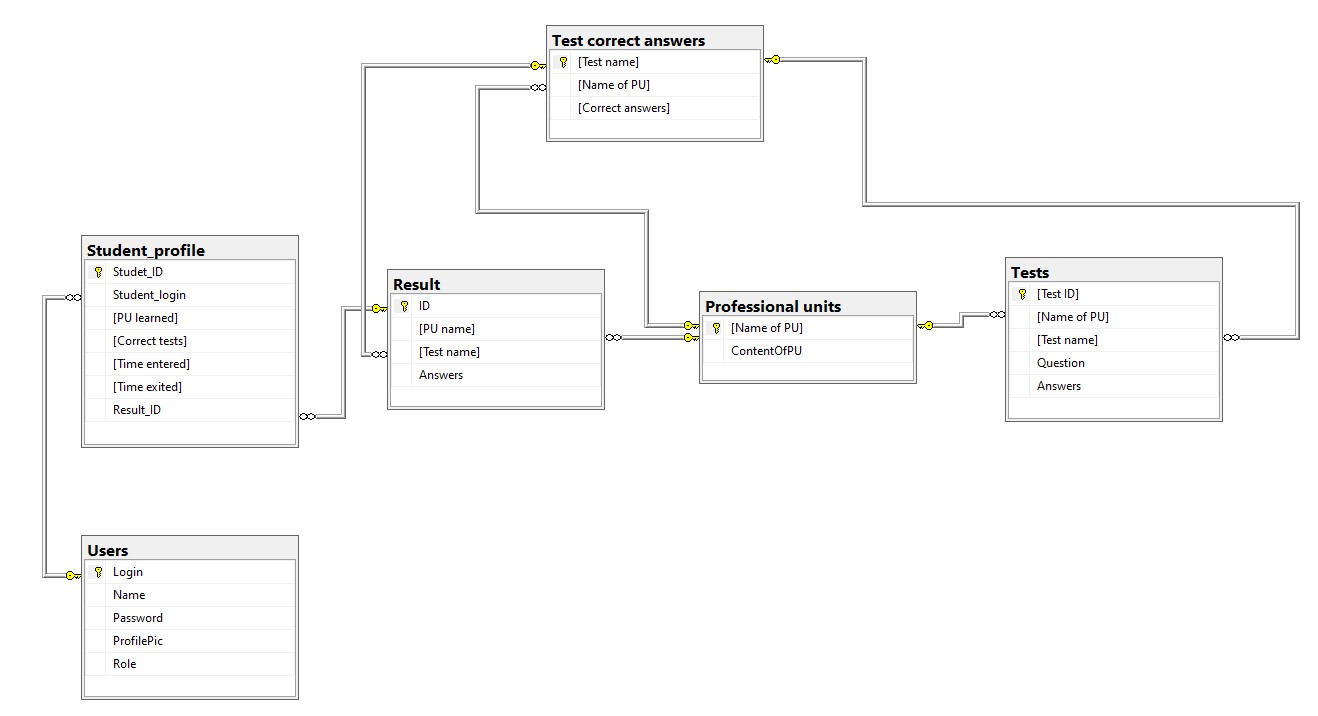 Test correct answers
[Test name]
[Name of PU]
[Correct answers]
Student_profile
Studet_ID
Student_login
[PU learned]
[Correct tests]
[Time entered]
[Time exited]
Result_ID
Result
ID
[PU name]
[Test name]
Answers
Professional units
[Name of PU]
ContentOfPU
Tests
[Test ID]
[Name of PU]
[Test name]
Question
Answers
Users
Login
Name
Password
ProfilePic
Role